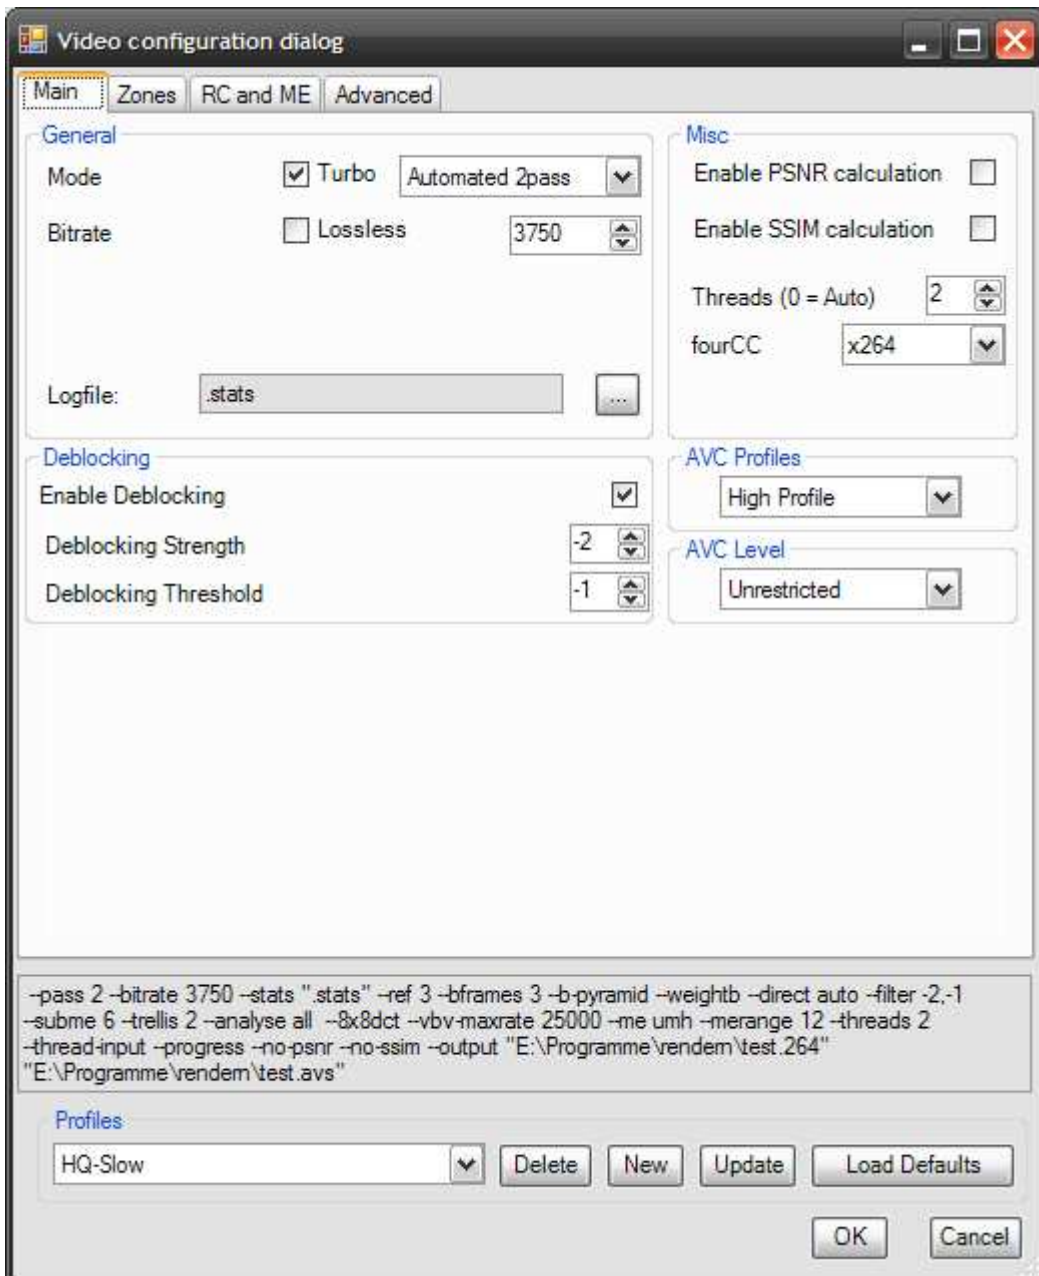 Video configuration dialog
Main Zones RC and ME Advanced
General
Mode Turbo Automated 2pass
Bitrate Lossless 3750
Logfile: .stats ...
Misc
Enable PSNR calculation
Enable SSIM calculation
Threads (0 = Auto) 2
fourCC x264
Deblocking
Enable Deblocking
Deblocking Strength -2
Deblocking Threshold -1
AVC Profiles
High Profile
AVC Level
Unrestricted
--pass 2 --bitrate 3750 --stats ".stats" --ref 3 --bframes 3 --b-pyramid --weightb --direct auto --filter -2,-1
--subme 6 --trellis 2 --analyse all --8x8dct --vbv-maxrate 25000 --me umh --merange 12 --threads 2
--thread-input --progress --no-psnr --no-ssim --output "E:\Programme\rendern\test.264"
"E:\Programme\rendern\test.avs"
Profiles
HQ-Slow Delete New Update Load Defaults
OK Cancel